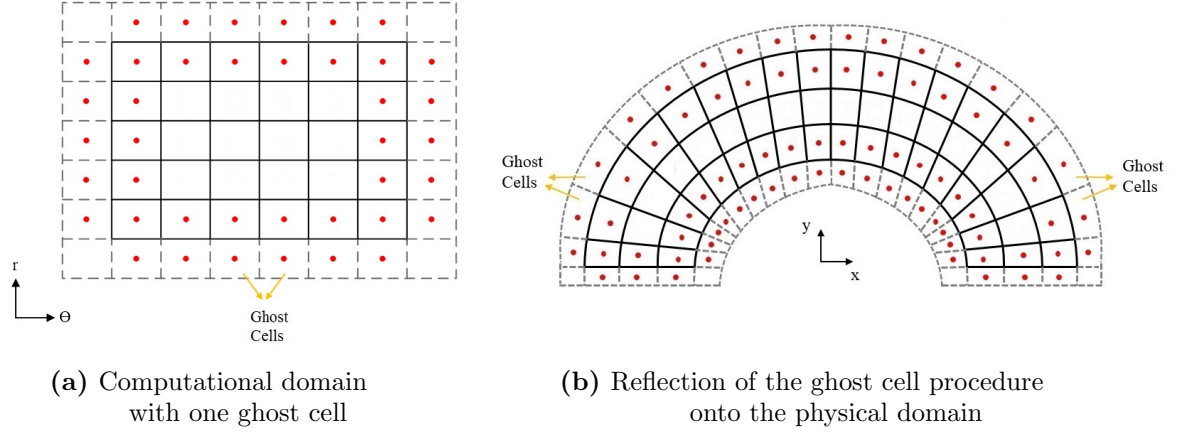 r
ө
Ghost
Cells
(a) Computational domain
with one ghost cell
Ghost
Cells
Ghost
Cells
y
x
(b) Reflection of the ghost cell procedure
onto the physical domain